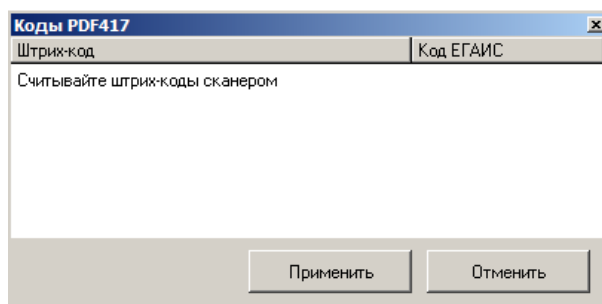 Коды PDF417
Штрих-код Код ЕГАИС
Считывайте штрих-коды сканером
Применить Отменить